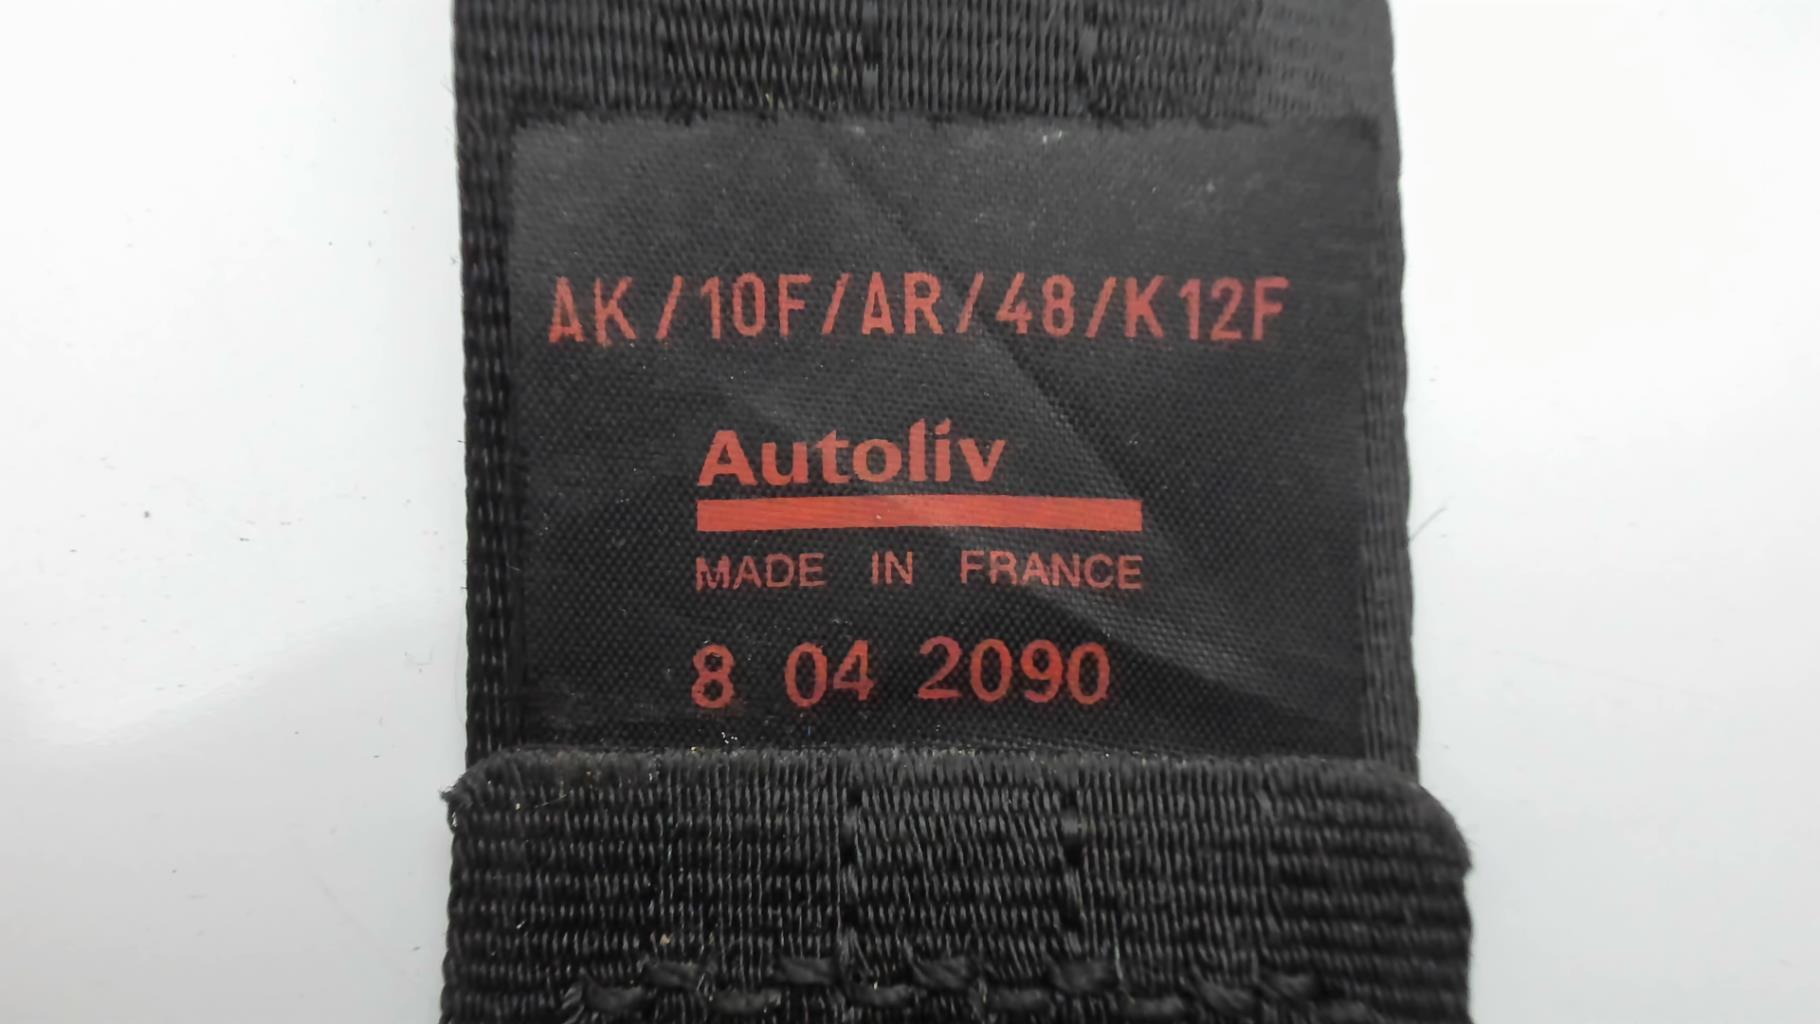 AK/10F/AR/48/K12F
Autoliv
MADE IN FRANCE
8 04 2090